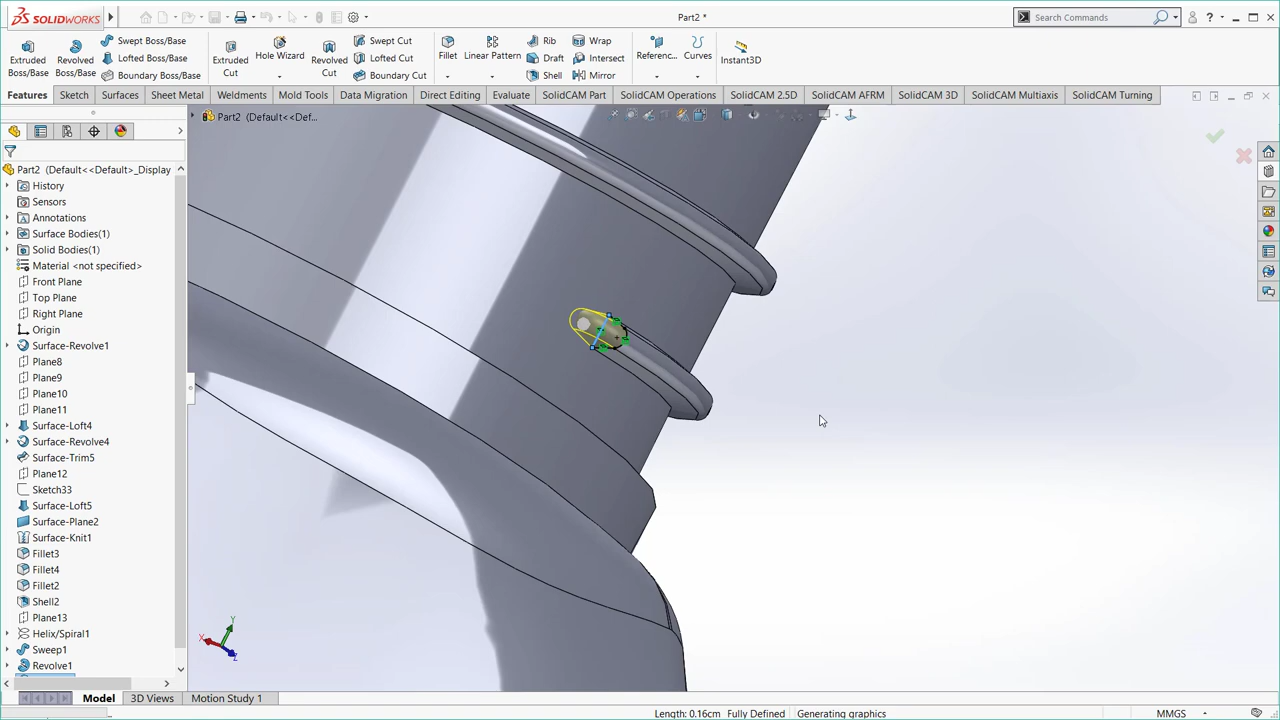 SOLIDWORKS
Part2 *
Search Commands
?
Extruded Boss/Base
Revolved Boss/Base
Swept Boss/Base
Lofted Boss/Base
Boundary Boss/Base
Extruded Cut
Hole Wizard
Revolved Cut
Swept Cut
Lofted Cut
Boundary Cut
Fillet
Linear Pattern
Rib
Draft
Shell
Wrap
Intersect
Mirror
Referenc...
Curves
Instant3D
Features
Sketch
Surfaces
Sheet Metal
Weldments
Mold Tools
Data Migration
Direct Editing
Evaluate
SolidCAM Part
SolidCAM Operations
SolidCAM 2.5D
SolidCAM AFRM
SolidCAM 3D
SolidCAM Multiaxis
SolidCAM Turning
Part2 (Default<<Def...
Part2 (Default<<Default>_Display
History
Sensors
Annotations
Surface Bodies(1)
Solid Bodies(1)
Material <not specified>
Front Plane
Top Plane
Right Plane
Origin
Surface-Revolve1
Plane8
Plane9
Plane10
Plane11
Surface-Loft4
Surface-Revolve4
Surface-Trim5
Plane12
Sketch33
Surface-Loft5
Surface-Plane2
Surface-Knit1
Fillet3
Fillet4
Fillet2
Shell2
Plane13
Helix/Spiral1
Sweep1
Revolve1
Y
X
Z
Model
3D Views
Motion Study 1
Length: 0.16cm
Fully Defined
Generating graphics
MMGS